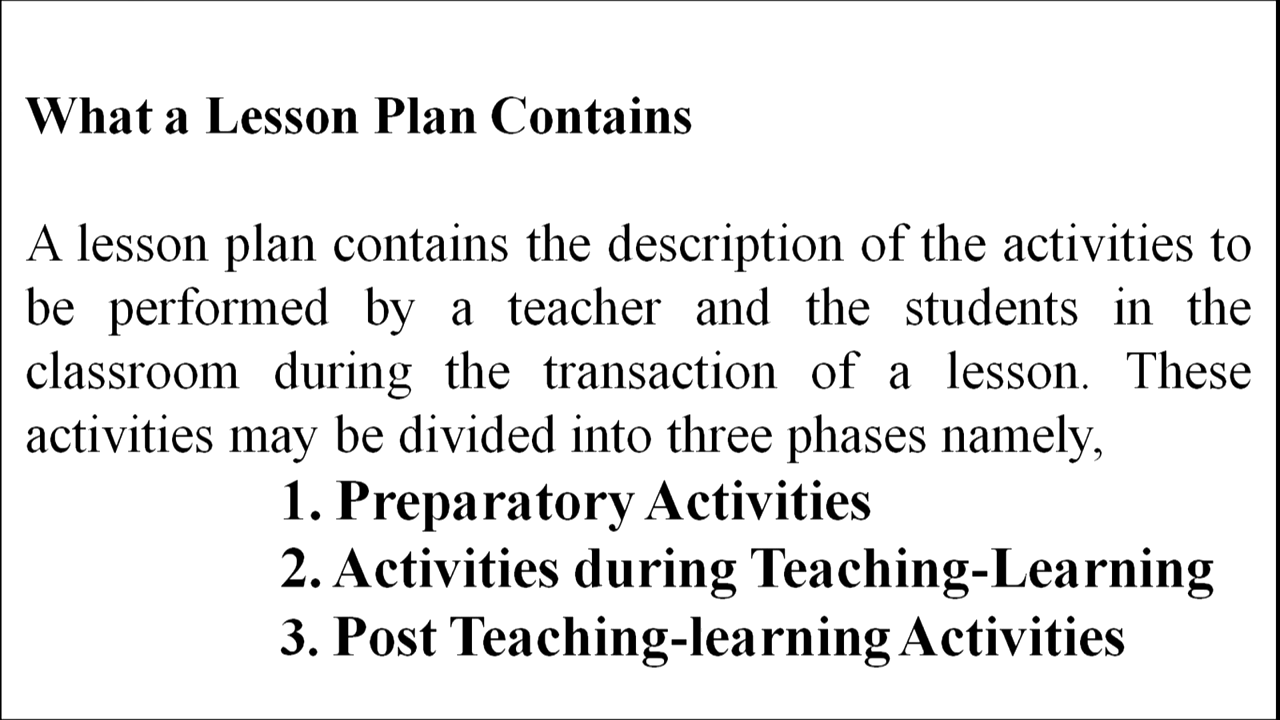 What a Lesson Plan Contains
A lesson plan contains the description of the activities to
be performed by a teacher and the students in the
classroom during the transaction of a lesson. These
activities may be divided into three phases namely,
1. Preparatory Activities
2. Activities during Teaching-Learning
3. Post Teaching-learning Activities